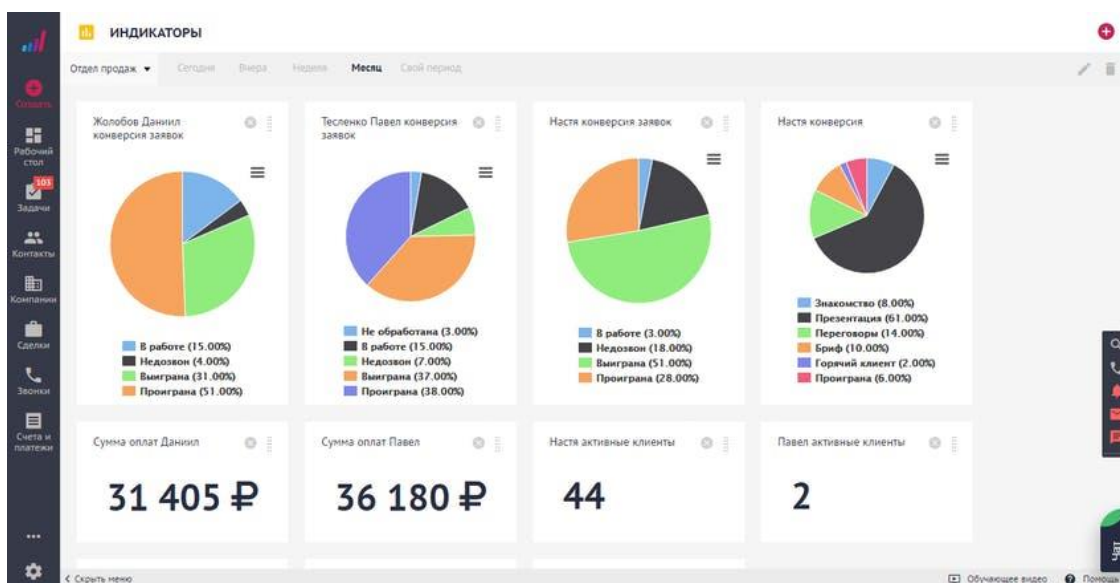 ИНДИКАТОРЫ
Отдел продаж
Сегодня
Вчера
Неделя
Месяц
Свой период
Создать
Рабочий
стол
103
Задачи
Контакты
Компании
Сделки
Звонки
Счета и
платежи
Жолобов Даниил
конверсия заявок
В работе (15.00%)
Недозвон (4.00%)
Выиграна (31.00%)
Проиграна (51.00%)
Тесленко Павел конверсия
заявок
Не обработана (3.00%)
В работе (15.00%)
Недозвон (7.00%)
Выиграна (37.00%)
Проиграна (38.00%)
Настя конверсия заявок
В работе (3.00%)
Недозвон (18.00%)
Выиграна (51.00%)
Проиграна (28.00%)
Настя конверсия
Знакомство (8.00%)
Презентация (61.00%)
Переговоры (14.00%)
Бриф (10.00%)
Горячий клиент (2.00%)
Проиграна (6.00%)
Сумма оплат Даниил
31 405 ₽
Сумма оплат Павел
36 180 ₽
Настя активные клиенты
44
Павел активные клиенты
2
Чат
Скрыть меню
Обучающее видео